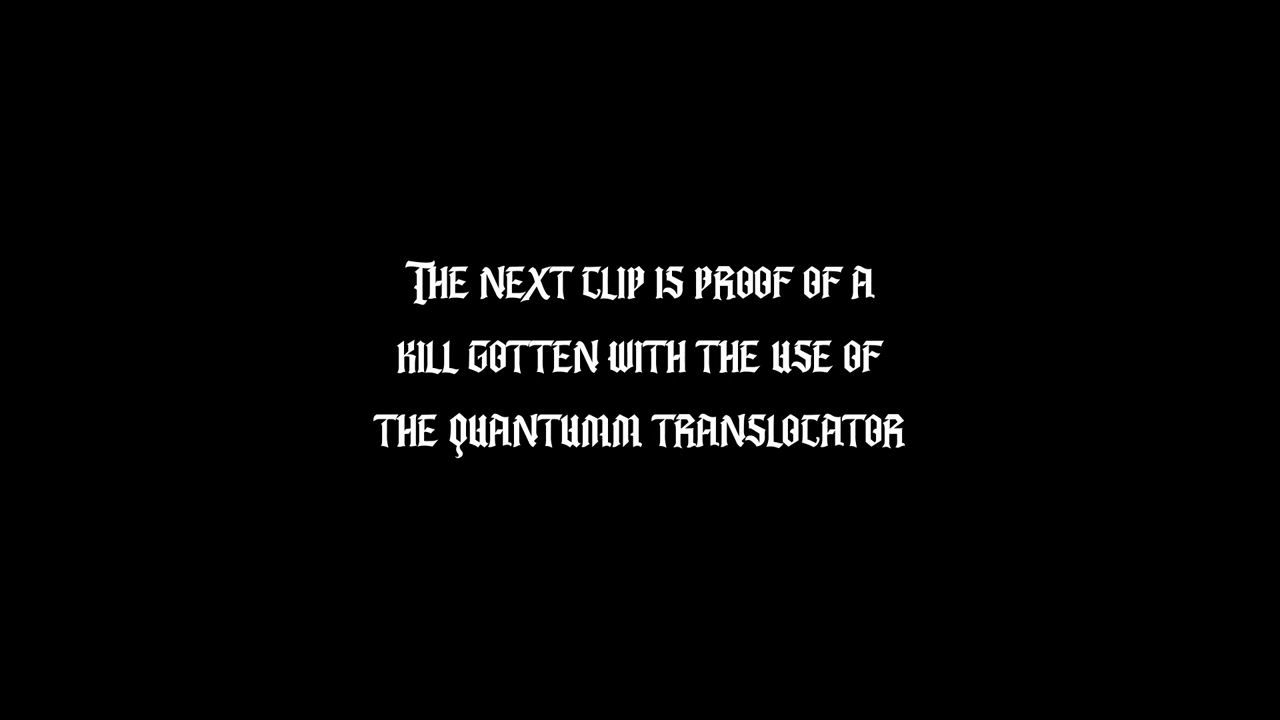 The next clip is proof of a
kill gotten with the use of
the quantumm translocator